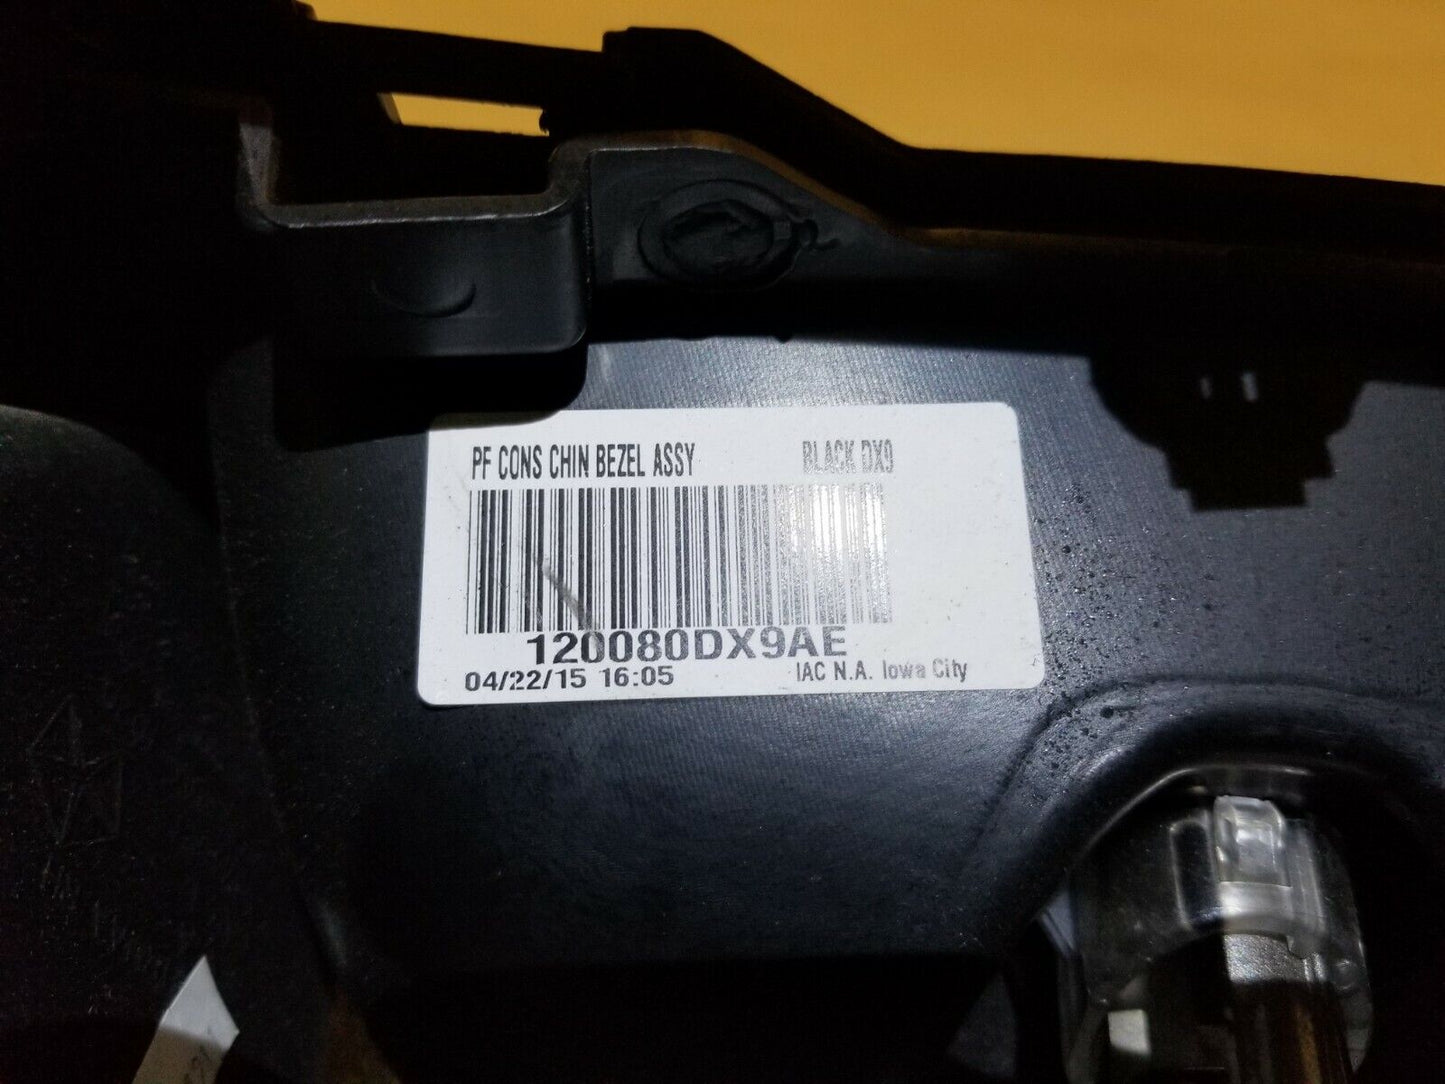 PF CONS CHIN BEZEL ASSY BLACK DX9
120080DX9AE
04/22/15 16:05 IAC N.A. Iowa City